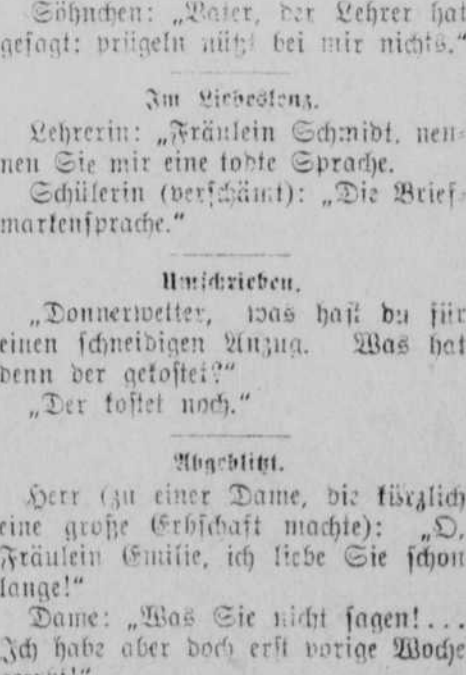 Söhnchen: „Vater, der Lehrer hat
gesagt: prügeln nützt bei mir nichts.“
Im Liebeslenz.
Lehrerin: „Fräulein Schmidt, nen=
nen Sie mir eine todte Sprache.
Schülerin (verschämt): „Die Brief=
markensprache.“
Umschrieben.
„Donnerwetter, was hast du für
einen schneidigen Anzug. Was hat
denn der gekostet?“
„Der kostet noch.“
Abgeblitzt.
Herr (zu einer Dame, die kürzlich
eine große Erbschaft machte): „O,
Fräulein Emilie, ich liebe Sie schon
lange!“
Dame: „Was Sie nicht sagen!...
Ich habe aber doch erst vorige Woche